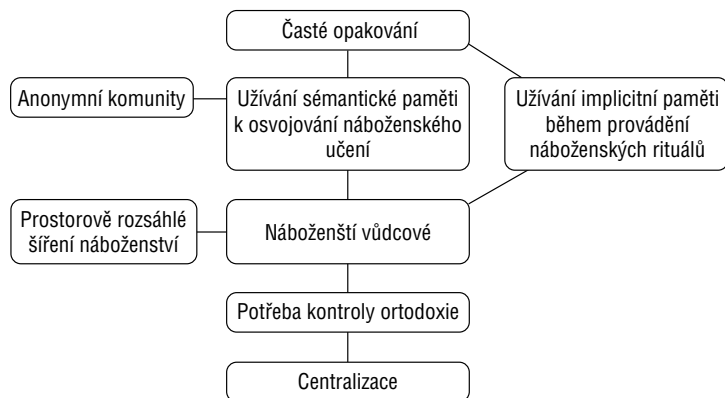 Časté opakování
Anonymní komunity
Užívání sémantické paměti
k osvojování náboženského
učení
Užívání implicitní paměti
během provádění
náboženských rituálů
Prostorově rozsáhlé
šíření náboženství
Náboženští vůdcové
Potřeba kontroly ortodoxie
Centralizace